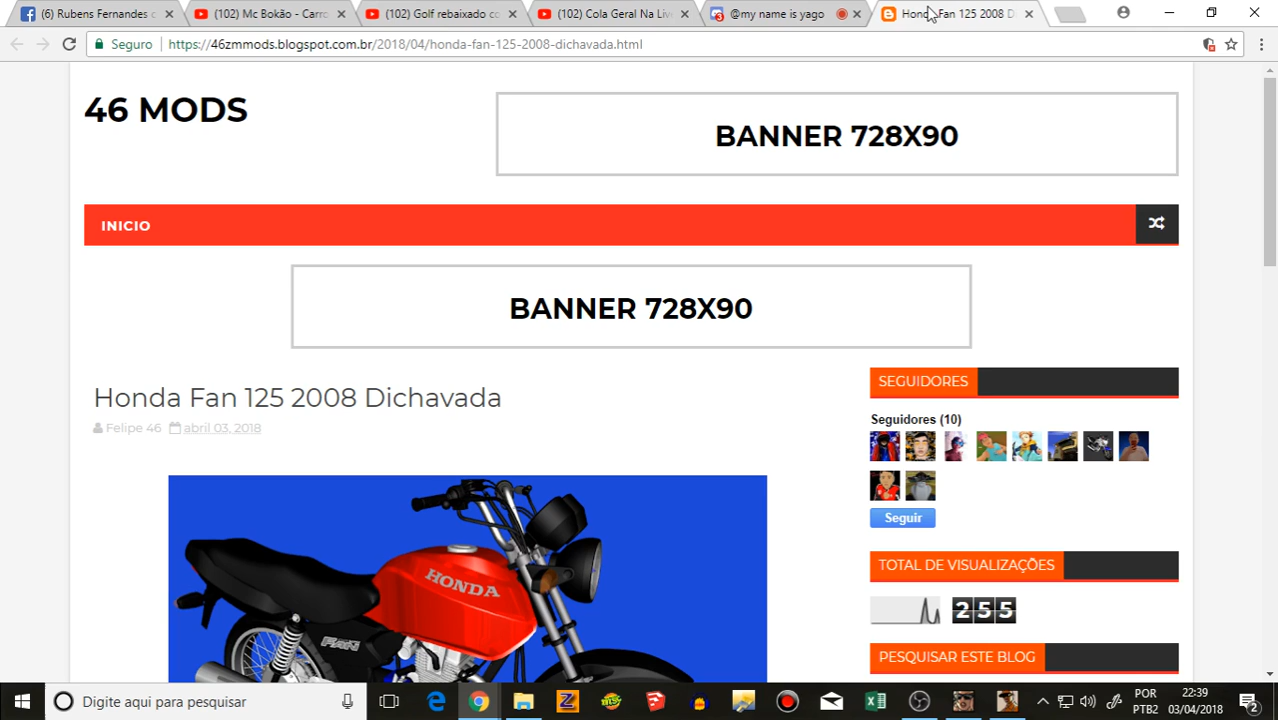 (6) Rubens Fernandes c
(102) Mc Bokão - Carro
(102) Golf rebaixado co
(102) Cola Geral Na Live
@my name is yago
Honda Fan 125 2008 D
Seguro
https://46zmmods.blogspot.com.br/2018/04/honda-fan-125-2008-dichavada.html
46 MODS
BANNER 728X90
INICIO
BANNER 728X90
Honda Fan 125 2008 Dichavada
Felipe 46 abril 03, 2018
HONDA
FAN
SEGUIDORES
Seguidores (10)
Seguir
TOTAL DE VISUALIZAÇÕES
255
PESQUISAR ESTE BLOG
Digite aqui para pesquisar
POR
PTB2
22:39
03/04/2018
2